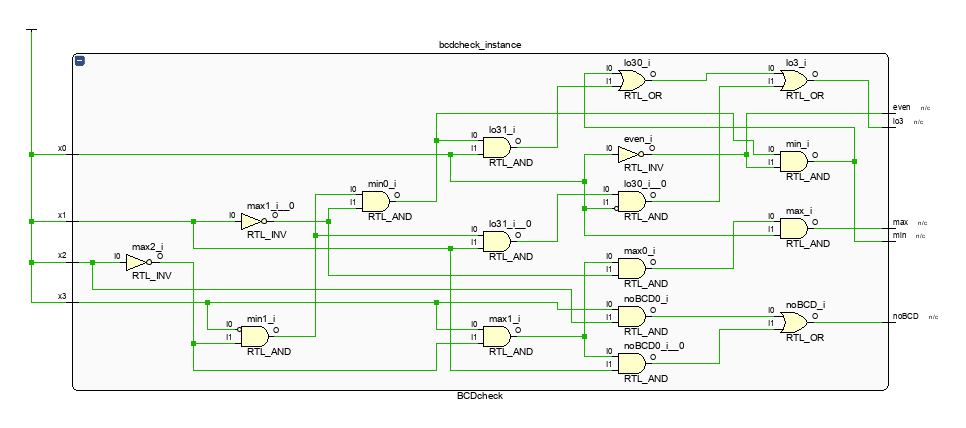 bcdcheck_instance
lo30_i
I0
I1
O
RTL_OR
lo3_i
I0
I1
O
RTL_OR
even n/c
lo3 n/c
lo31_i
I0
I1
O
RTL_AND
even_i
I0
O
RTL_INV
min_i
I0
I1
O
RTL_AND
x0
min0_i
I0
I1
O
RTL_AND
lo30_i__0
I0
I1
O
RTL_AND
max1_i__0
I0
O
RTL_INV
x1
lo31_i__0
I0
I1
O
RTL_AND
max_i
I0
I1
O
RTL_AND
max n/c
min n/c
max2_i
I0
O
RTL_INV
x2
max0_i
I0
I1
O
RTL_AND
x3
noBCD0_i
I0
I1
O
RTL_AND
noBCD_i
I0
I1
O
RTL_OR
noBCD n/c
min1_i
I0
I1
O
RTL_AND
max1_i
I0
I1
O
RTL_AND
noBCD0_i__0
I0
I1
O
RTL_AND
BCDcheck